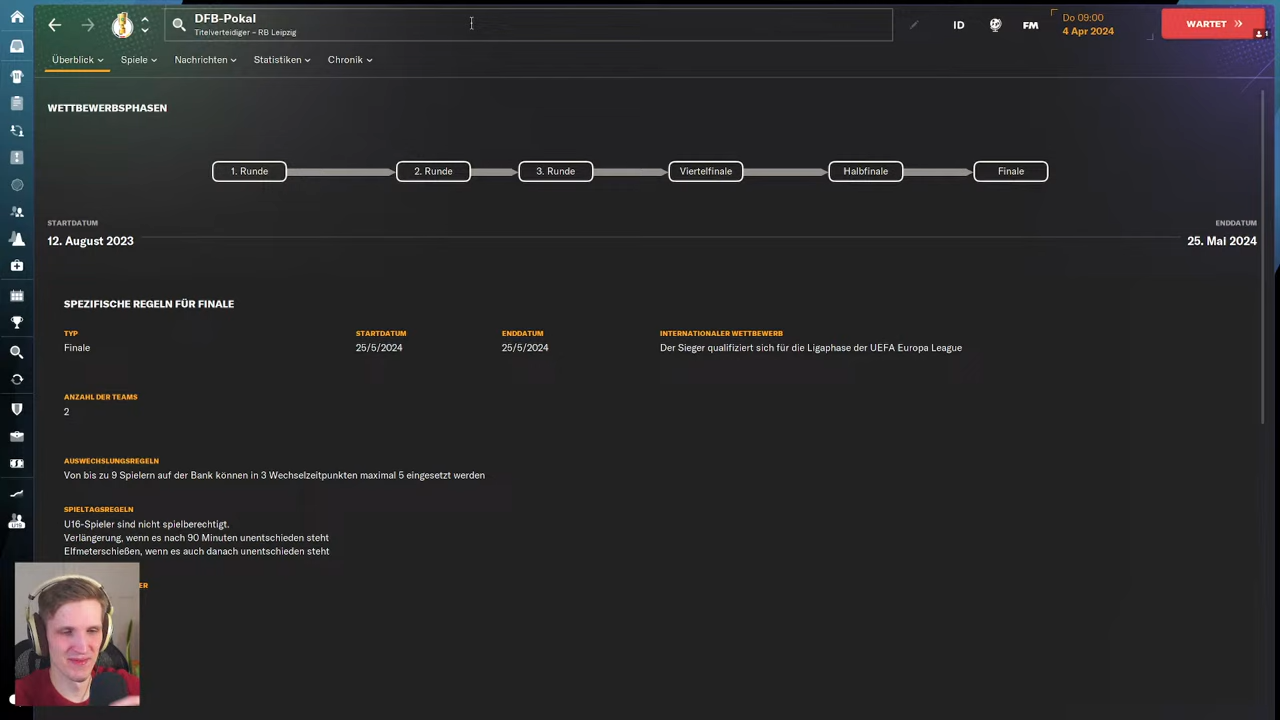 DFB-Pokal
Titelverteidiger – RB Leipzig
ID
FM
Do 09:00
4 Apr 2024
WARTET
1
Überblick
Spiele
Nachrichten
Statistiken
Chronik
WETTBEWERBSPHASEN
1. Runde
2. Runde
3. Runde
Viertelfinale
Halbfinale
Finale
STARTDATUM
ENDDATUM
12. August 2023
25. Mai 2024
SPEZIFISCHE REGELN FÜR FINALE
TYP
STARTDATUM
ENDDATUM
INTERNATIONALER WETTBEWERB
Finale
25/5/2024
25/5/2024
Der Sieger qualifiziert sich für die Ligaphase der UEFA Europa League
ANZAHL DER TEAMS
2
AUSWECHSLUNGSREGELN
Von bis zu 9 Spielern auf der Bank können in 3 Wechselzeitpunkten maximal 5 eingesetzt werden
SPIELTAGSREGELN
U16-Spieler sind nicht spielberechtigt.
Verlängerung, wenn es nach 90 Minuten unentschieden steht
Elfmeterschießen, wenn es auch danach unentschieden steht
ER